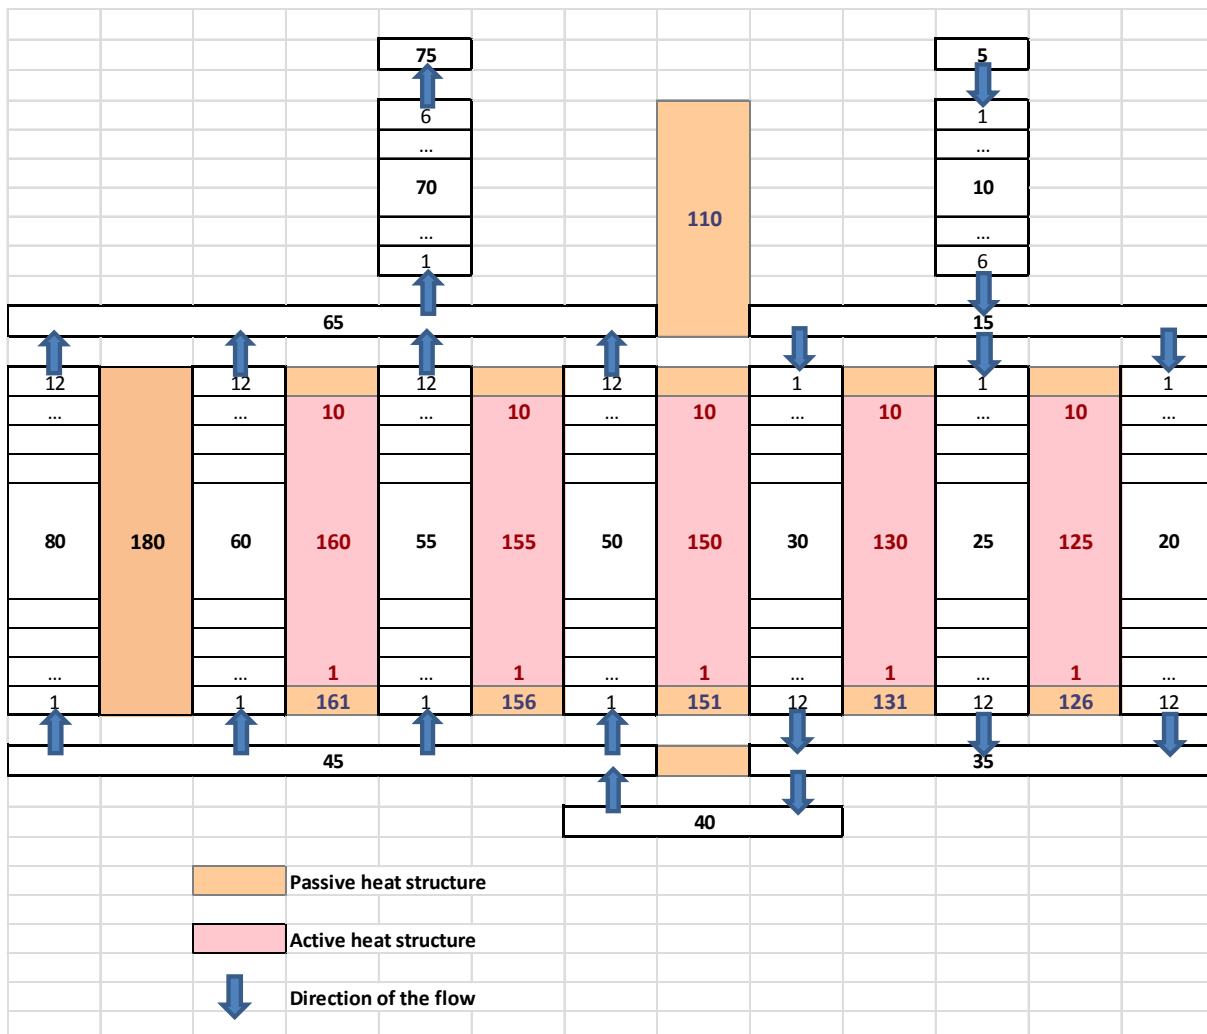 75 5
6 1
... ...
70 10
110
... ...
1 6
65 15
12 12 12 12 1 1 1
... ... 10 ... 10 ... 10 ... 10 ... 10 ...
80 180 60 160 55 155 50 150 30 130 25 125 20
... ... 1 ... 1 ... 1 ... 1 ... 1 ...
1 1 161 1 156 1 151 12 131 12 126 12
45 35
40
Passive heat structure
Active heat structure
Direction of the flow